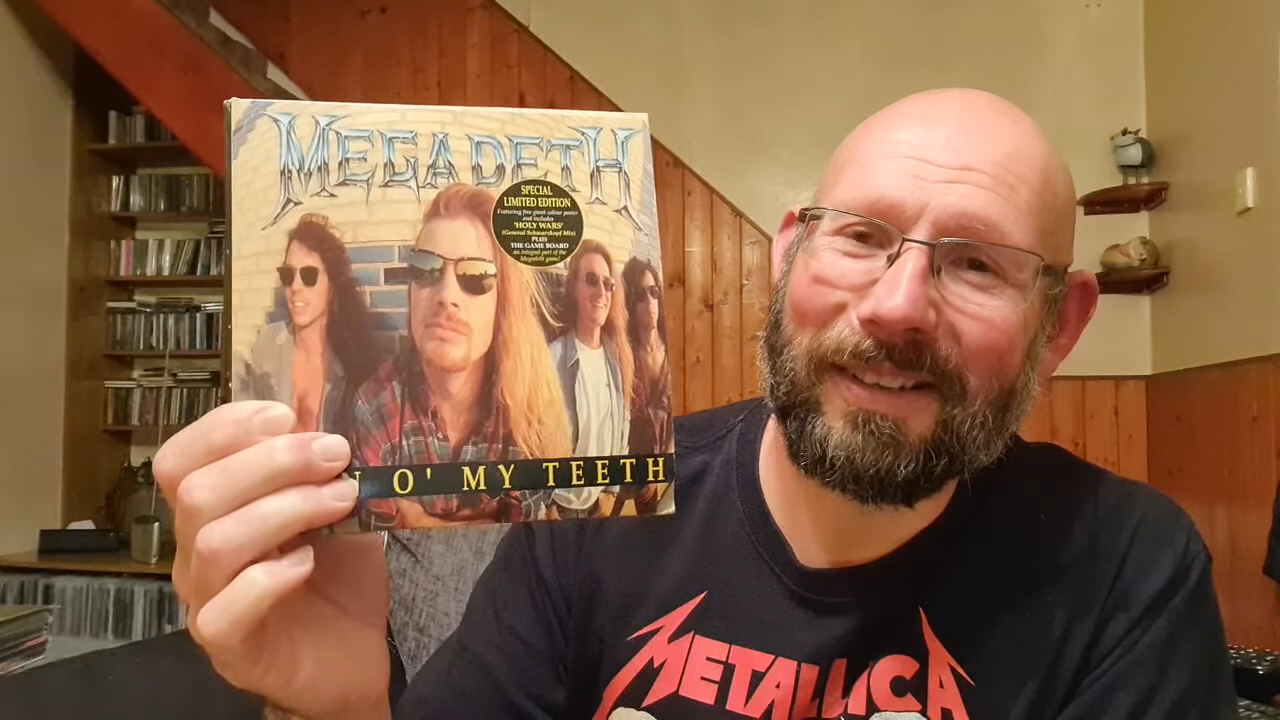 MEGADETH
SPECIAL
LIMITED EDITION
Featuring free giant colour poster
and includes
'HOLY WARS'
(General Schwarzkopf Mix)
PLUS
THE GAME BOARD
an integral part of the
Megadeth game!
O' MY TEETH
METALLICA